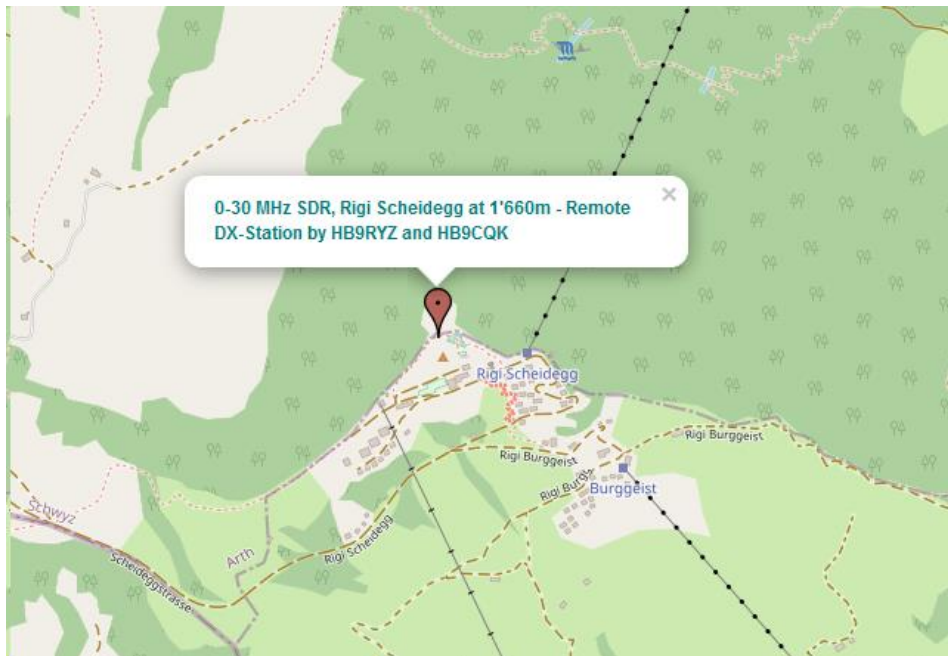 0-30 MHz SDR, Rigi Scheidegg at 1'660m - Remote
DX-Station by HB9RYZ and HB9CQK
×
Rigi Scheidegg
Rigi Burggeist
Rigi Burggeist
Rigi Burg
Burggeist
Schwyz
Arth
Rigi Scheidegg
Scheideggstrasse